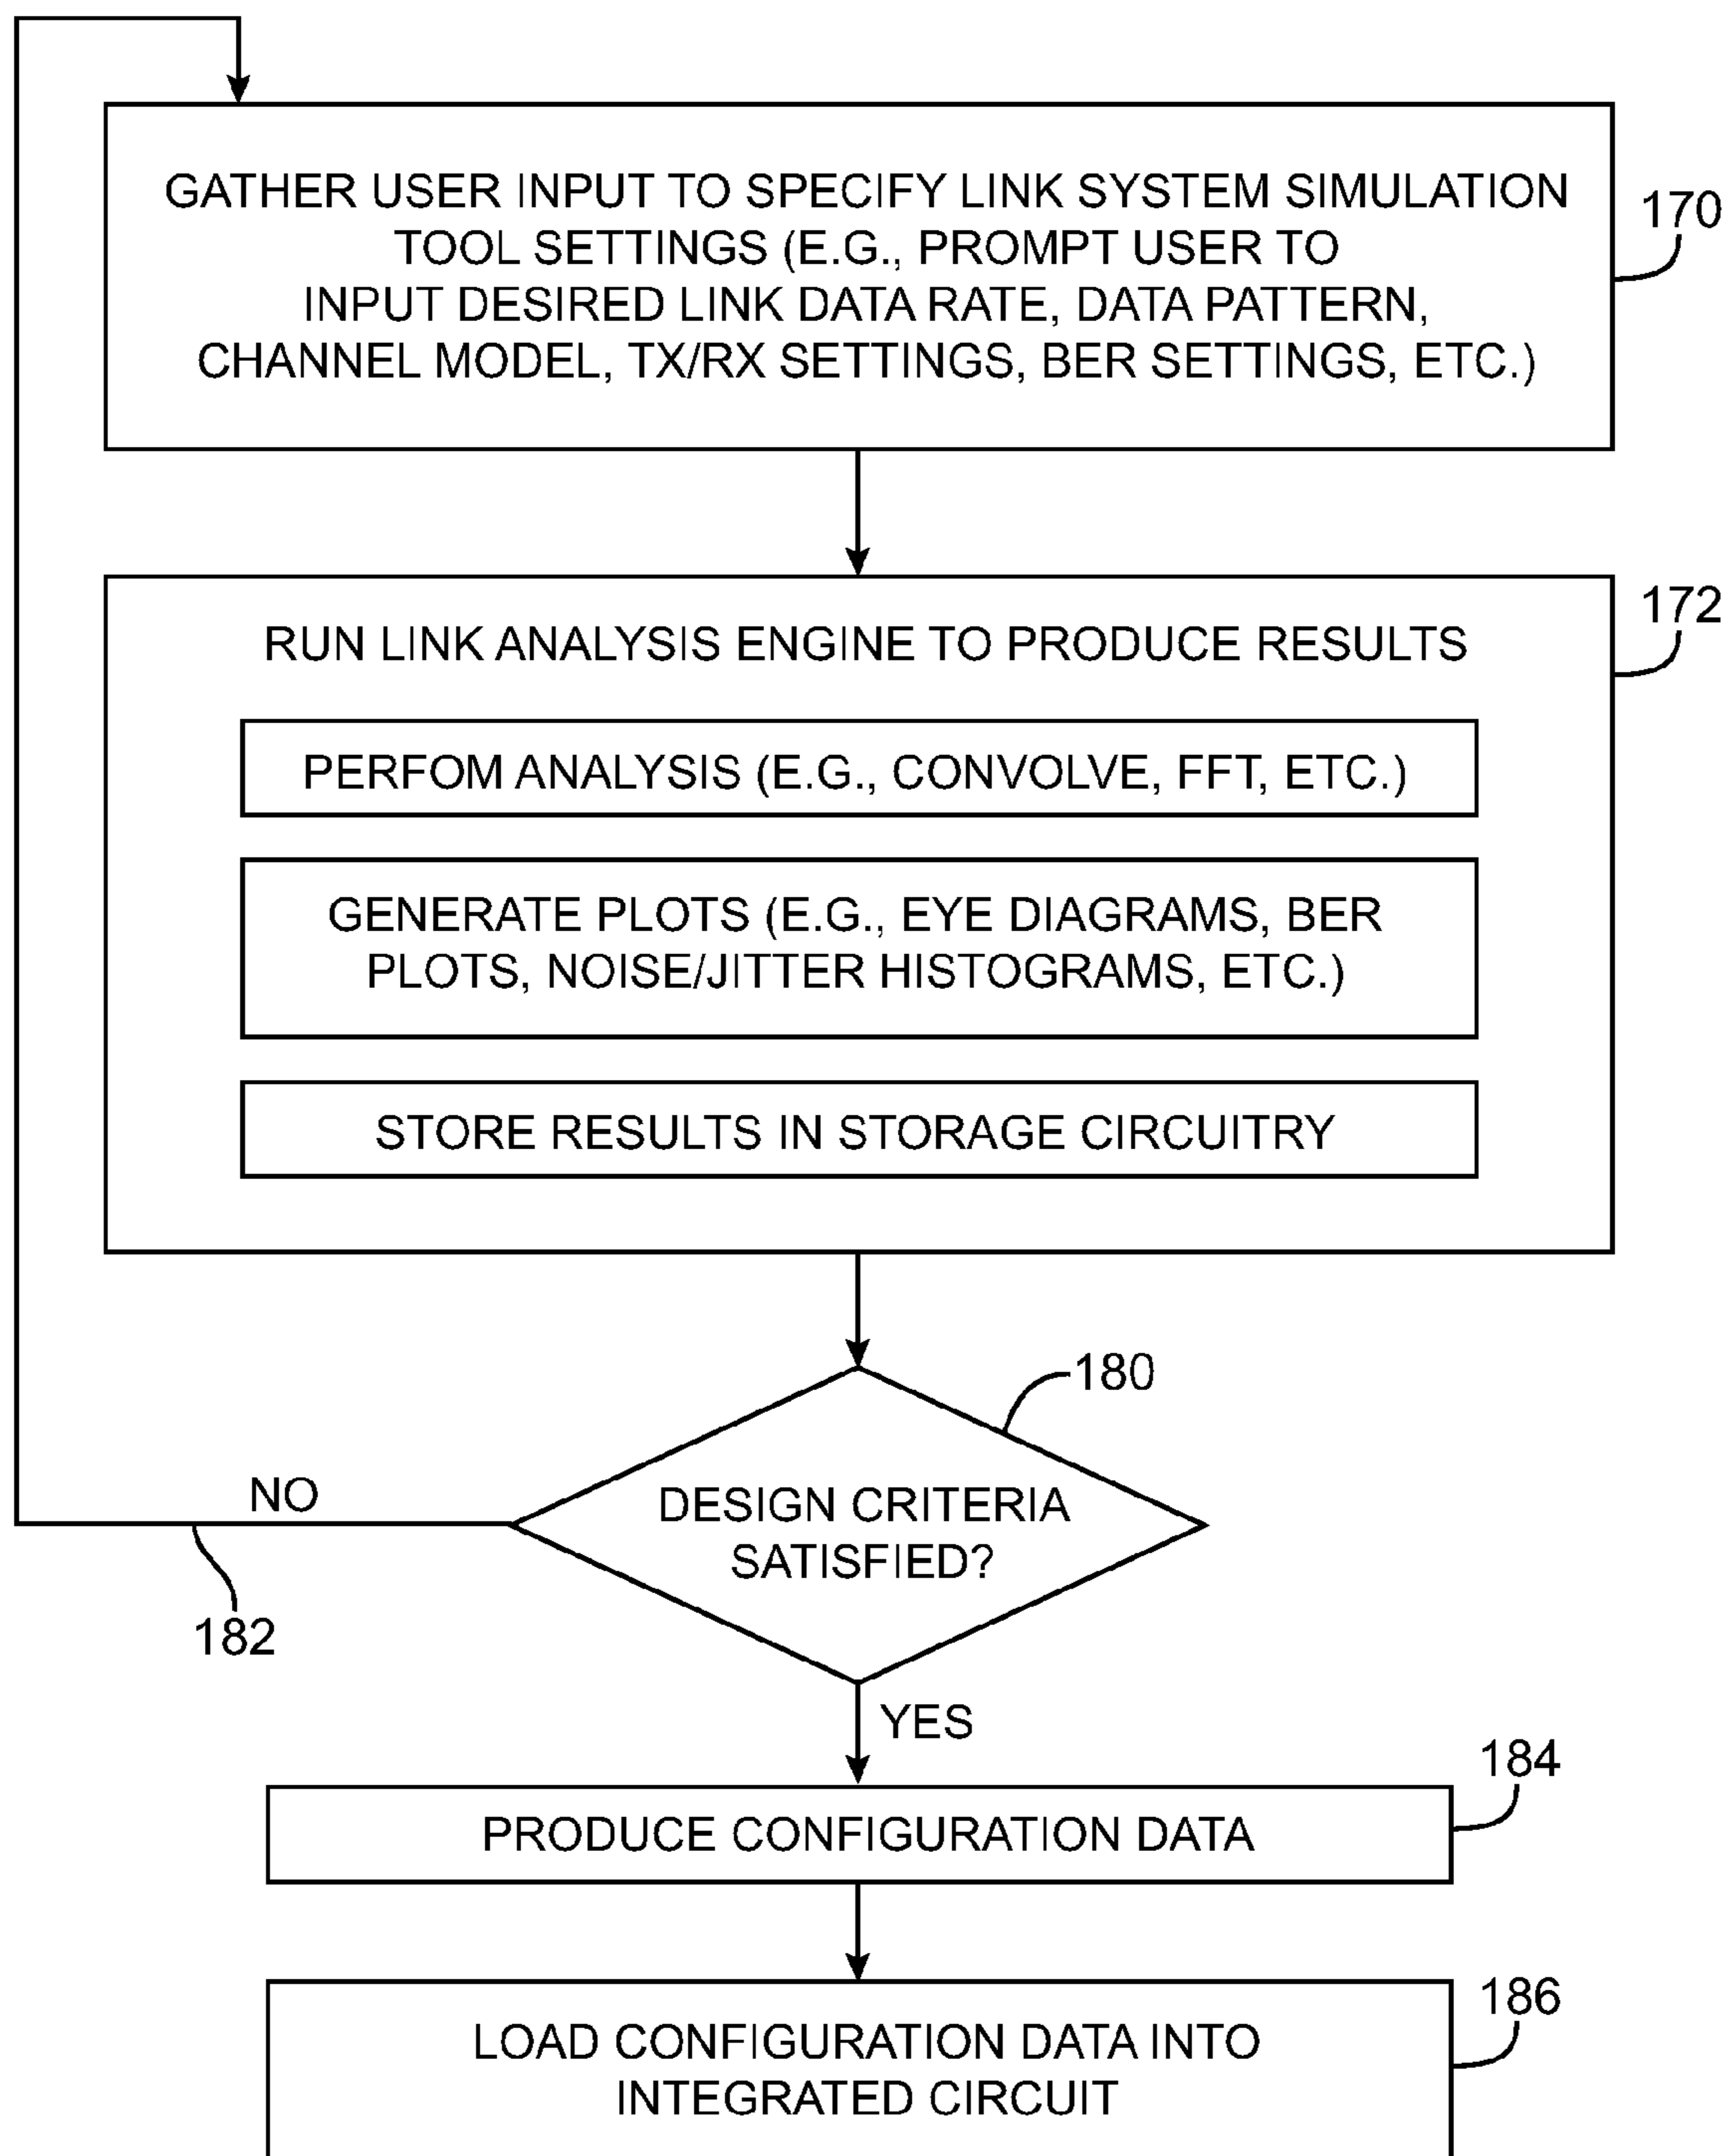 GATHER USER INPUT TO SPECIFY LINK SYSTEM SIMULATION
TOOL SETTINGS (E.G., PROMPT USER TO
INPUT DESIRED LINK DATA RATE, DATA PATTERN,
CHANNEL MODEL, TX/RX SETTINGS, BER SETTINGS, ETC.)
170
RUN LINK ANALYSIS ENGINE TO PRODUCE RESULTS
172
PERFOM ANALYSIS (E.G., CONVOLVE, FFT, ETC.)
GENERATE PLOTS (E.G., EYE DIAGRAMS, BER
PLOTS, NOISE/JITTER HISTOGRAMS, ETC.)
STORE RESULTS IN STORAGE CIRCUITRY
180
DESIGN CRITERIA
SATISFIED?
NO
182
YES
184
PRODUCE CONFIGURATION DATA
186
LOAD CONFIGURATION DATA INTO
INTEGRATED CIRCUIT